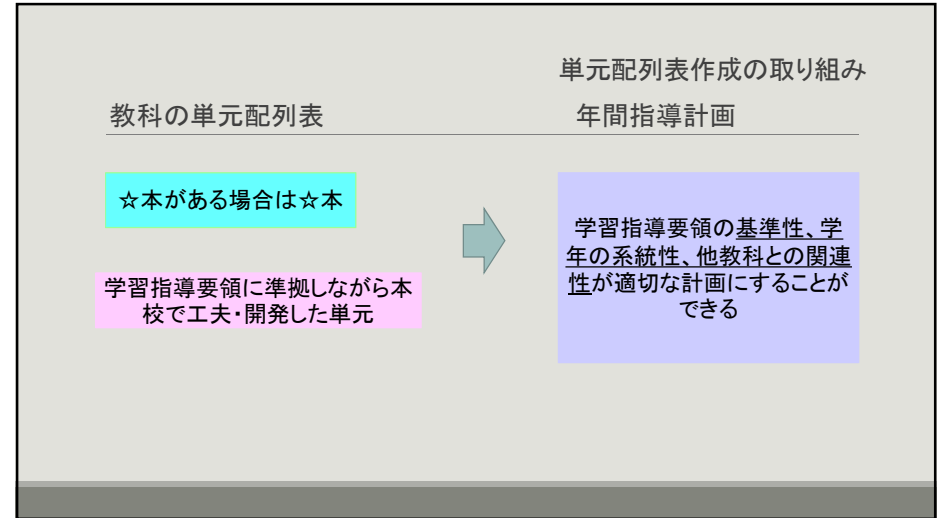 単元配列表作成の取り組み
教科の単元配列表
年間指導計画
☆本がある場合は☆本
学習指導要領に準拠しながら本
校で工夫・開発した単元
学習指導要領の基準性、学
年の系統性、他教科との関連
性が適切な計画にすることが
できる